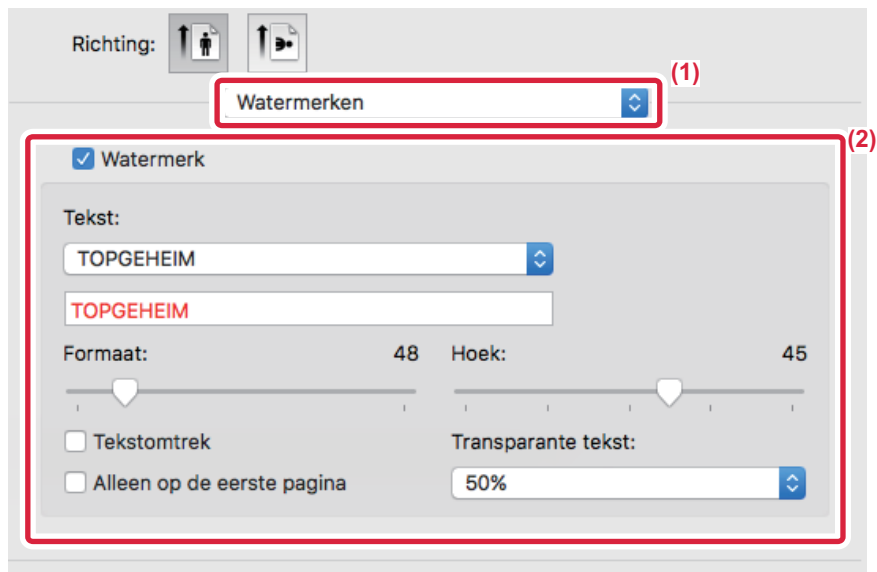 Richting:
(1)
Watermerken
(2)
Watermerk
Tekst:
TOPGEHEIM
TOPGEHEIM
Formaat: 48 Hoek: 45
Tekstomtrek Transparante tekst:
Alleen op de eerste pagina 50%